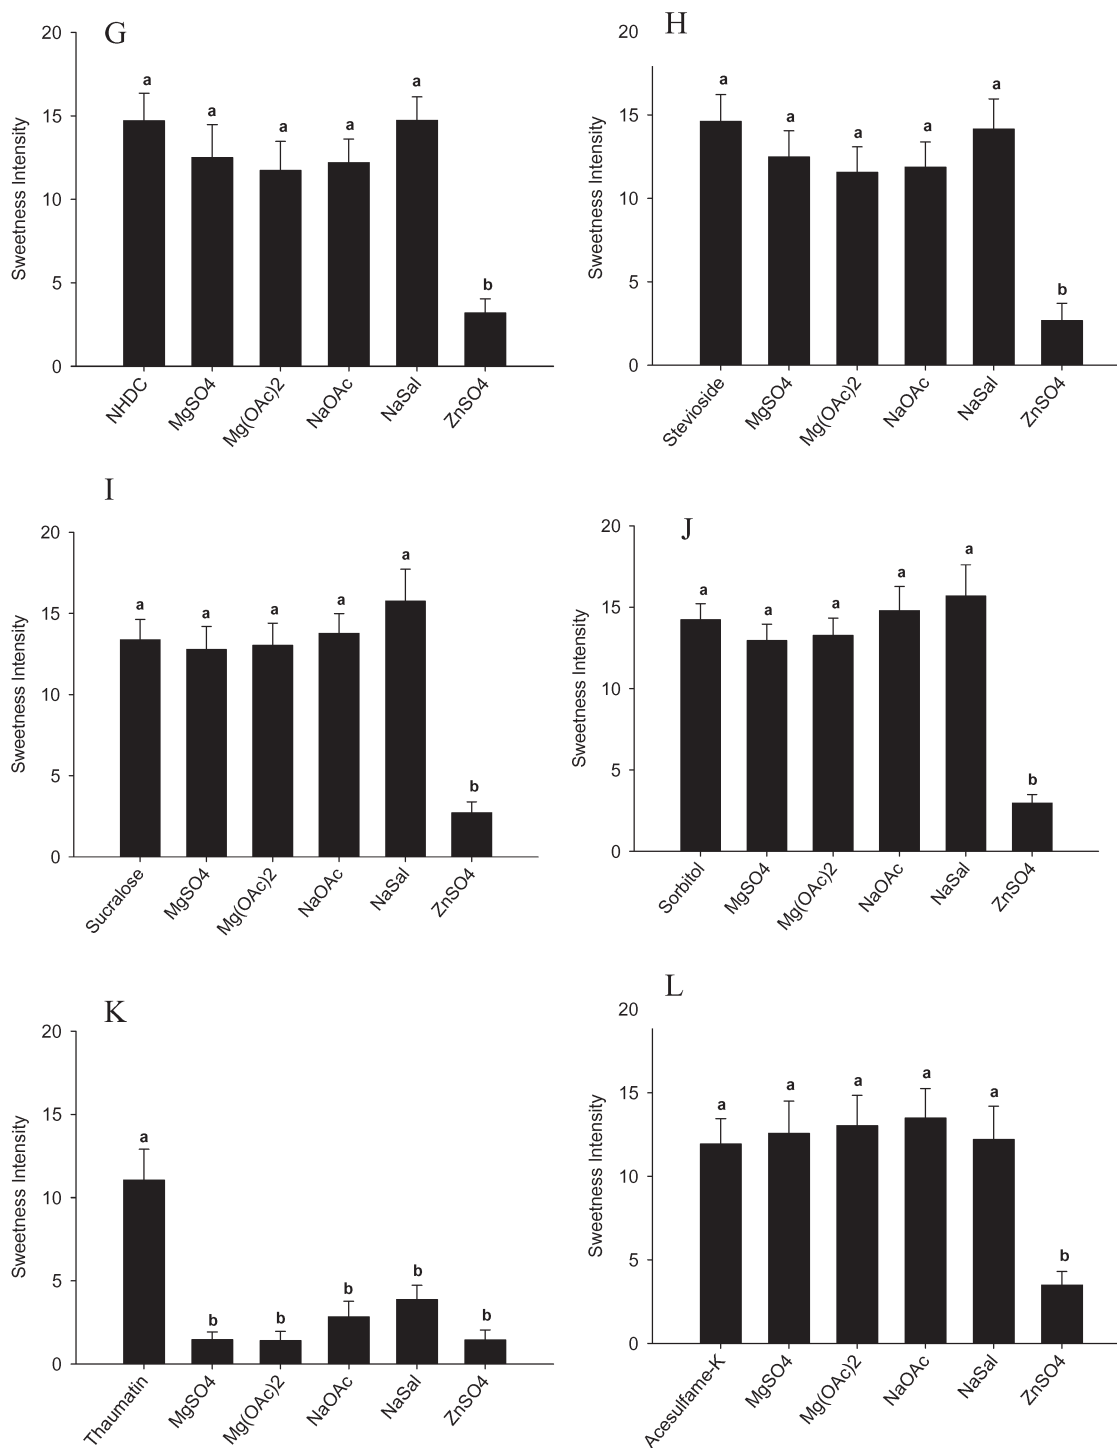 G
Sweetness Intensity
20
15
10
5
0
a
a
a
a
a
b
NHDC
MgSO4
Mg(OAc)2
NaOAc
NaSal
ZnSO4
H
Sweetness Intensity
20
15
10
5
0
a
a
a
a
a
b
Stevioside
MgSO4
Mg(OAc)2
NaOAc
NaSal
ZnSO4
I
Sweetness Intensity
20
15
10
5
0
a
a
a
a
a
b
Sucralose
MgSO4
Mg(OAc)2
NaOAc
NaSal
ZnSO4
J
Sweetness Intensity
20
15
10
5
0
a
a
a
a
a
b
Sorbitol
MgSO4
Mg(OAc)2
NaOAc
NaSal
ZnSO4
K
Sweetness Intensity
20
15
10
5
0
a
b
b
b
b
b
Thaumatin
MgSO4
Mg(OAc)2
NaOAc
NaSal
ZnSO4
L
Sweetness Intensity
20
15
10
5
0
a
a
a
a
a
b
Acesulfame-K
MgSO4
Mg(OAc)2
NaOAc
NaSal
ZnSO4